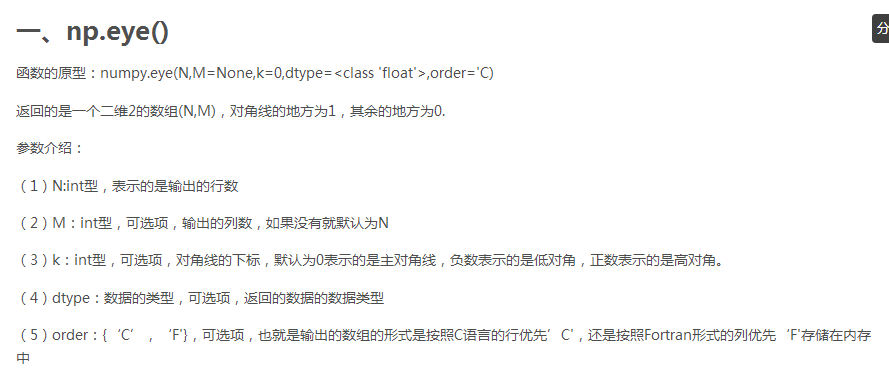 一、np.eye()
分
函数的原型：numpy.eye(N,M=None,k=0,dtype=<class 'float'>,order='C)
返回的是一个二维2的数组(N,M)，对角线的地方为1，其余的地方为0.
参数介绍：
（1）N:int型，表示的是输出的行数
（2）M：int型，可选项，输出的列数，如果没有就默认为N
（3）k：int型，可选项，对角线的下标，默认为0表示的是主对角线，负数表示的是低对角，正数表示的是高对角。
（4）dtype：数据的类型，可选项，返回的数据的数据类型
（5）order：{‘C’，‘F'}，可选项，也就是输出的数组的形式是按照C语言的行优先’C'，还是按照Fortran形式的列优先‘F'存储在内存
中